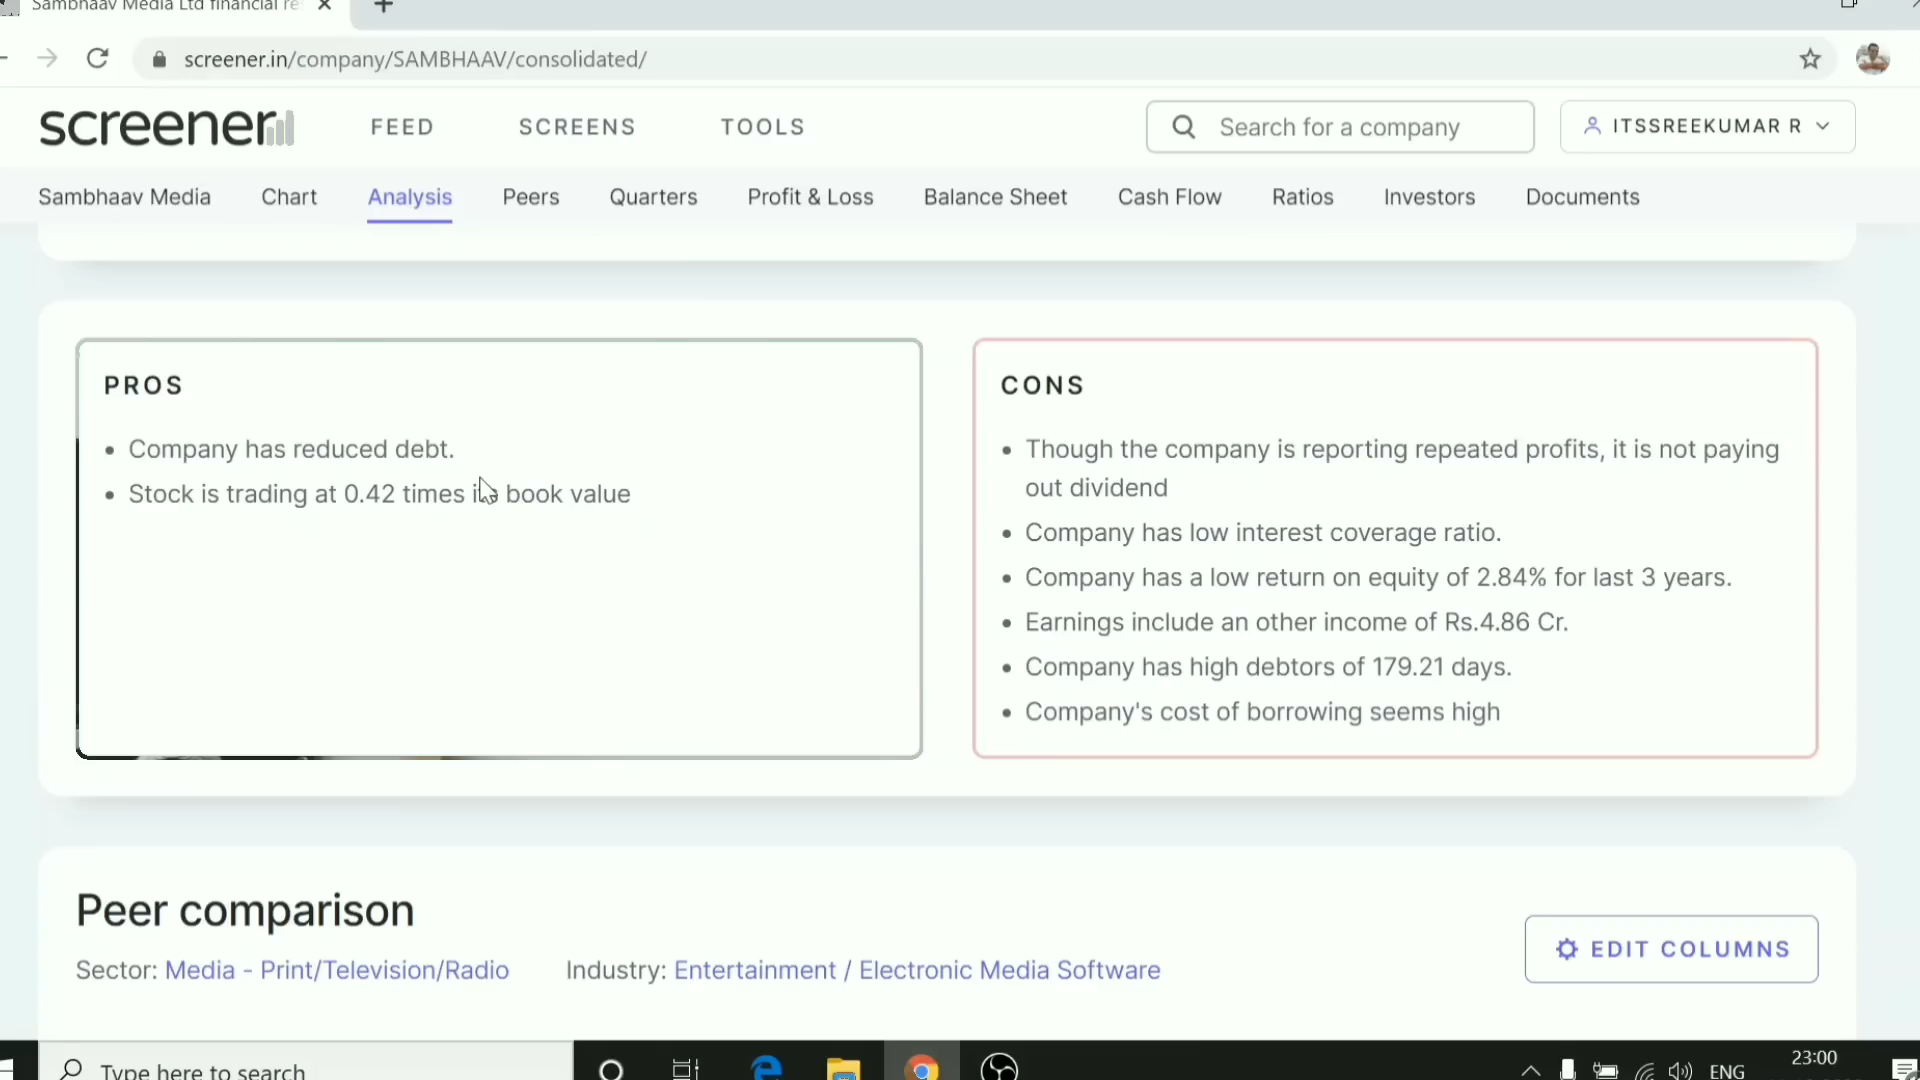 Sambhaav Media Ltd financial re
screener.in/company/SAMBHAAV/consolidated/
screener FEED SCREENS TOOLS Search for a company ITSSREEKUMAR R
Sambhaav Media Chart Analysis Peers Quarters Profit & Loss Balance Sheet Cash Flow Ratios Investors Documents
PROS
• Company has reduced debt.
• Stock is trading at 0.42 times its book value
CONS
• Though the company is reporting repeated profits, it is not paying
out dividend
• Company has low interest coverage ratio.
• Company has a low return on equity of 2.84% for last 3 years.
• Earnings include an other income of Rs.4.86 Cr.
• Company has high debtors of 179.21 days.
• Company's cost of borrowing seems high
Peer comparison
Sector: Media - Print/Television/Radio Industry: Entertainment / Electronic Media Software
EDIT COLUMNS
Type here to search
ENG
23:00